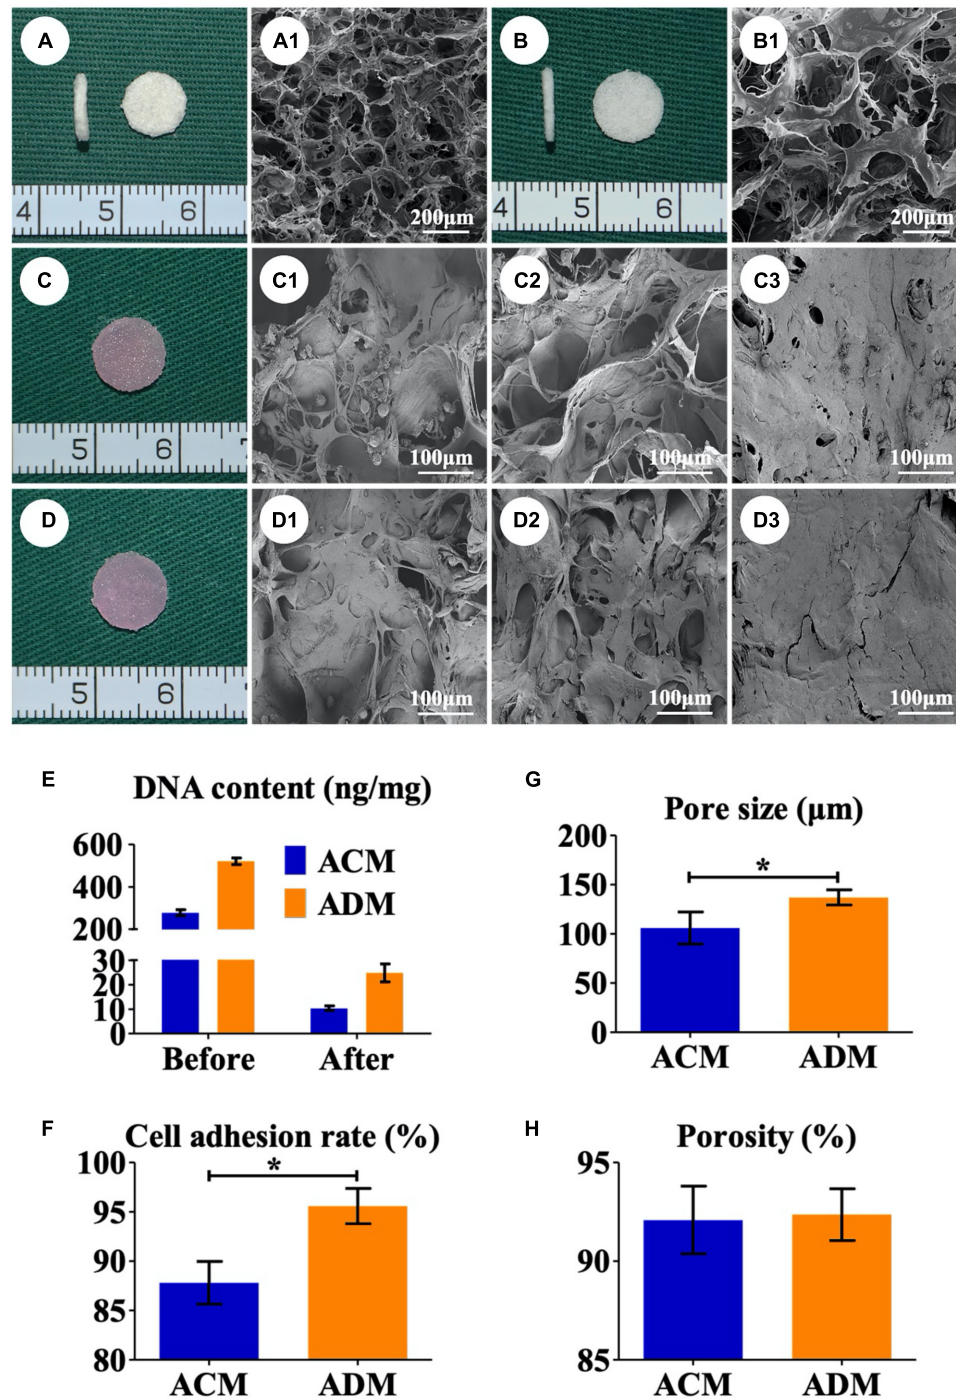 A
A1
B
B1
4 5 6
200μm
4 5 6
200μm
C
C1
C2
C3
5 6
100μm
100μm
100μm
D
D1
D2
D3
5 6
100μm
100μm
100μm
E
DNA content (ng/mg)
600
400
200
30
20
10
0
ACM
ADM
Before After
G
Pore size (μm)
200
150
100
50
0
*
ACM ADM
F
Cell adhesion rate (%)
100
95
90
85
80
*
ACM ADM
H
Porosity (%)
95
90
85
ACM ADM